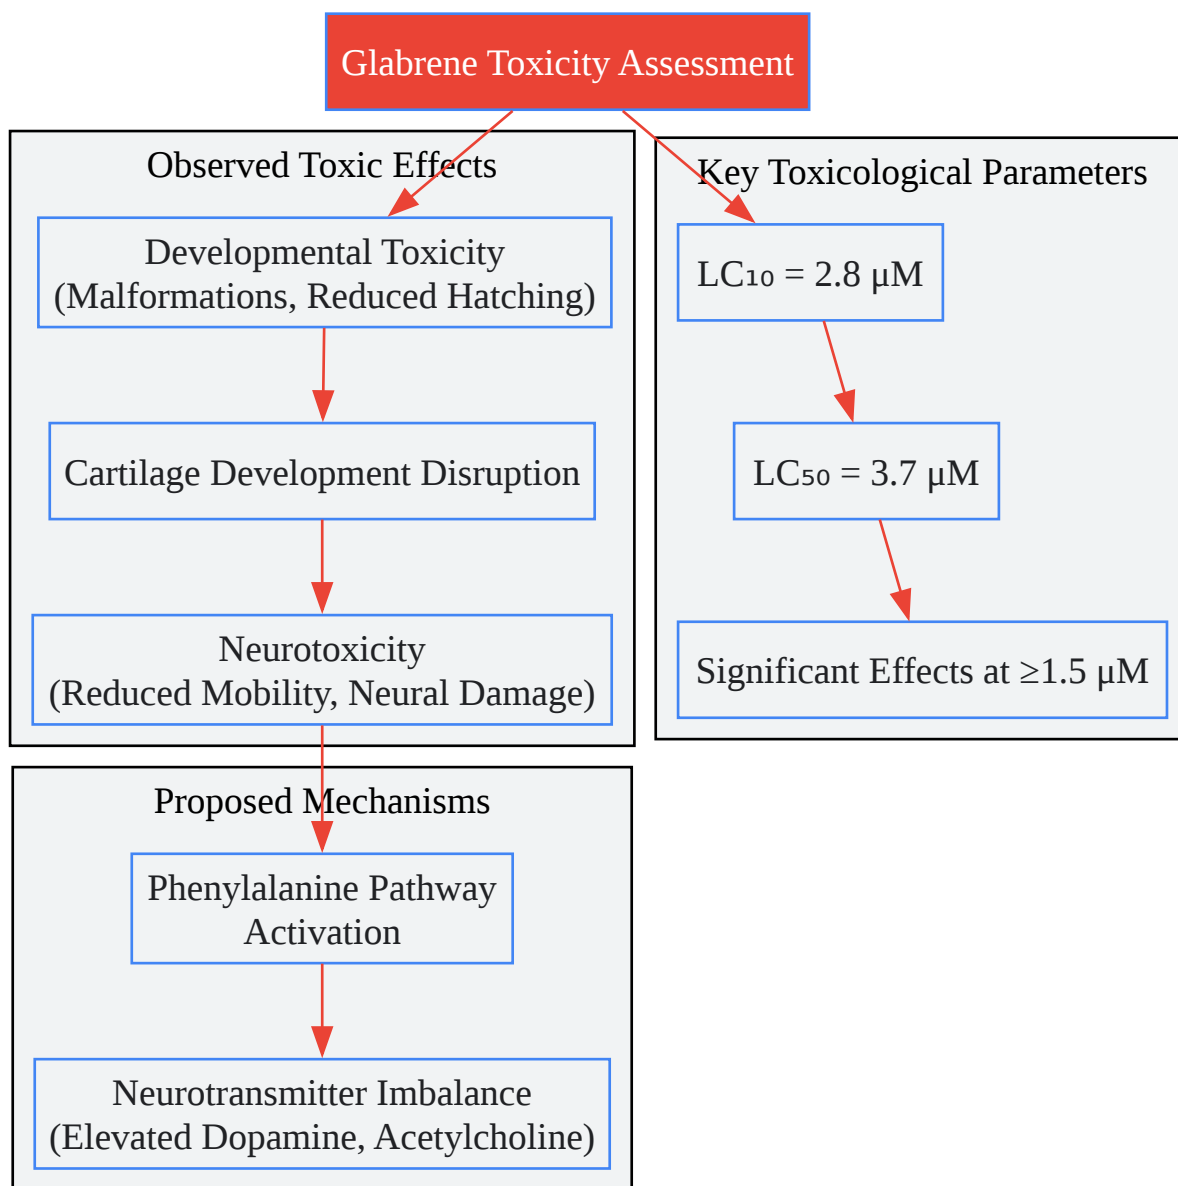 Glabrene Toxicity Assessment
Observed Toxic Effects
Developmental Toxicity
(Malformations, Reduced Hatching)
Cartilage Development Disruption
Neurotoxicity
(Reduced Mobility, Neural Damage)
Proposed Mechanisms
Phenylalanine Pathway
Activation
Neurotransmitter Imbalance
(Elevated Dopamine, Acetylcholine)
Key Toxicological Parameters
LC₁₀ = 2.8 μM
LC₅₀ = 3.7 μM
Significant Effects at ≥1.5 μM